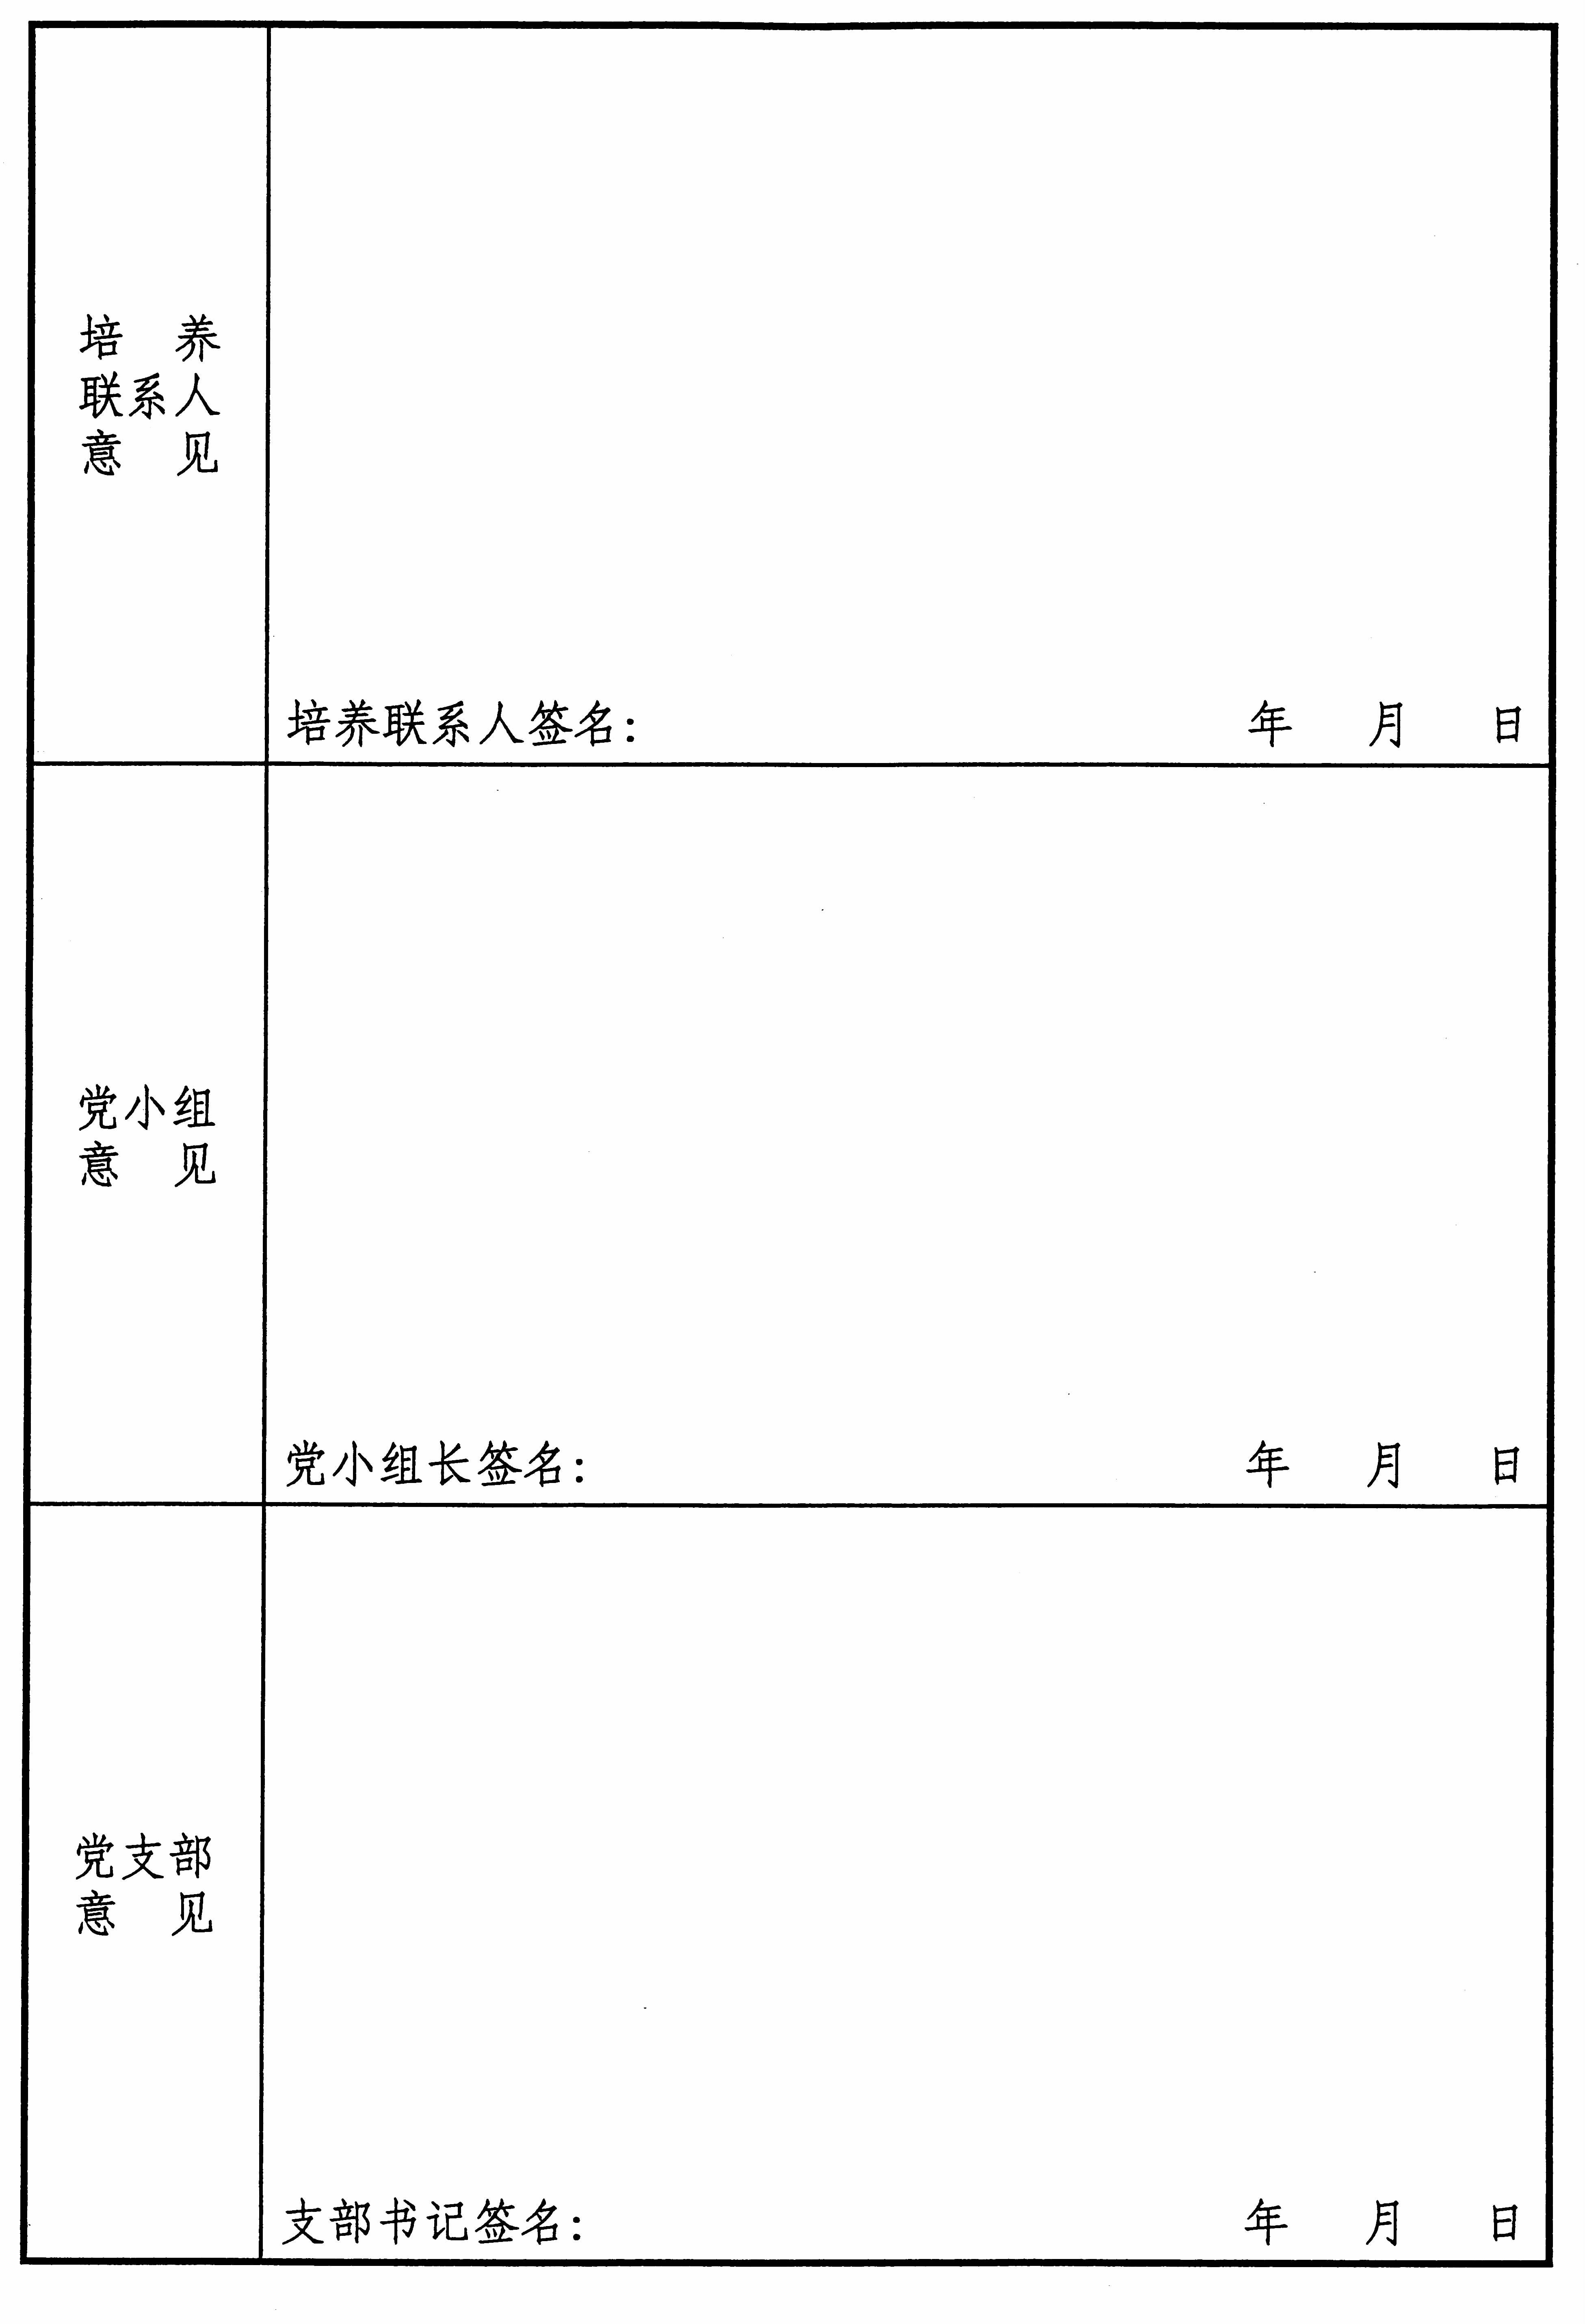 培 养
联系人
意 见
培养联系人签名: 年 月 日
党小组
意 见
党小组长签名: 年 月 日
党支部
意 见
支部书记签名: 年 月 日